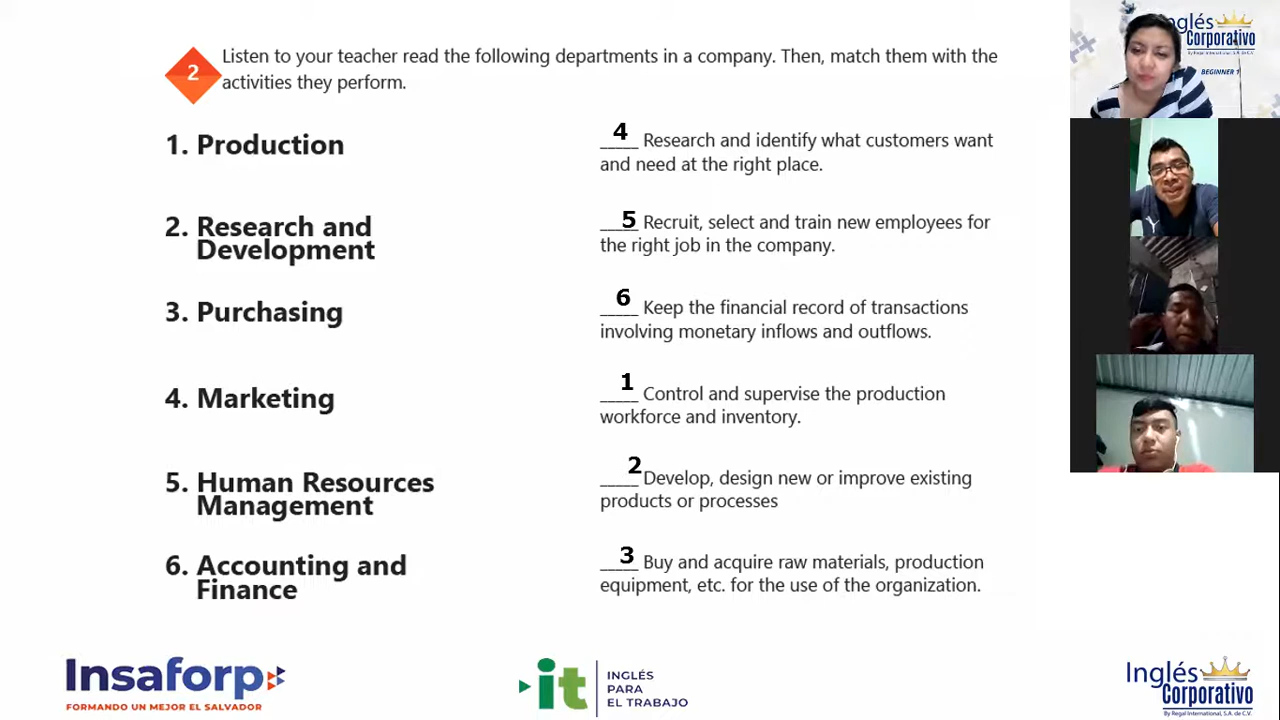 2
Listen to your teacher read the following departments in a company. Then, match them with the
activities they perform.
1. Production
4 Research and identify what customers want
and need at the right place.
2. Research and
Development
5 Recruit, select and train new employees for
the right job in the company.
3. Purchasing
6 Keep the financial record of transactions
involving monetary inflows and outflows.
4. Marketing
1 Control and supervise the production
workforce and inventory.
5. Human Resources
Management
2 Develop, design new or improve existing
products or processes
6. Accounting and
Finance
3 Buy and acquire raw materials, production
equipment, etc. for the use of the organization.
Insaforp
FORMANDO UN MEJOR EL SALVADOR
it
INGLÉS
PARA
EL TRABAJO
Inglés
Corporativo
By Regal International, S.A. de C.V.
Inglés
Corporativo
By Regal International, S.A. de C.V.
BEGINNER 1